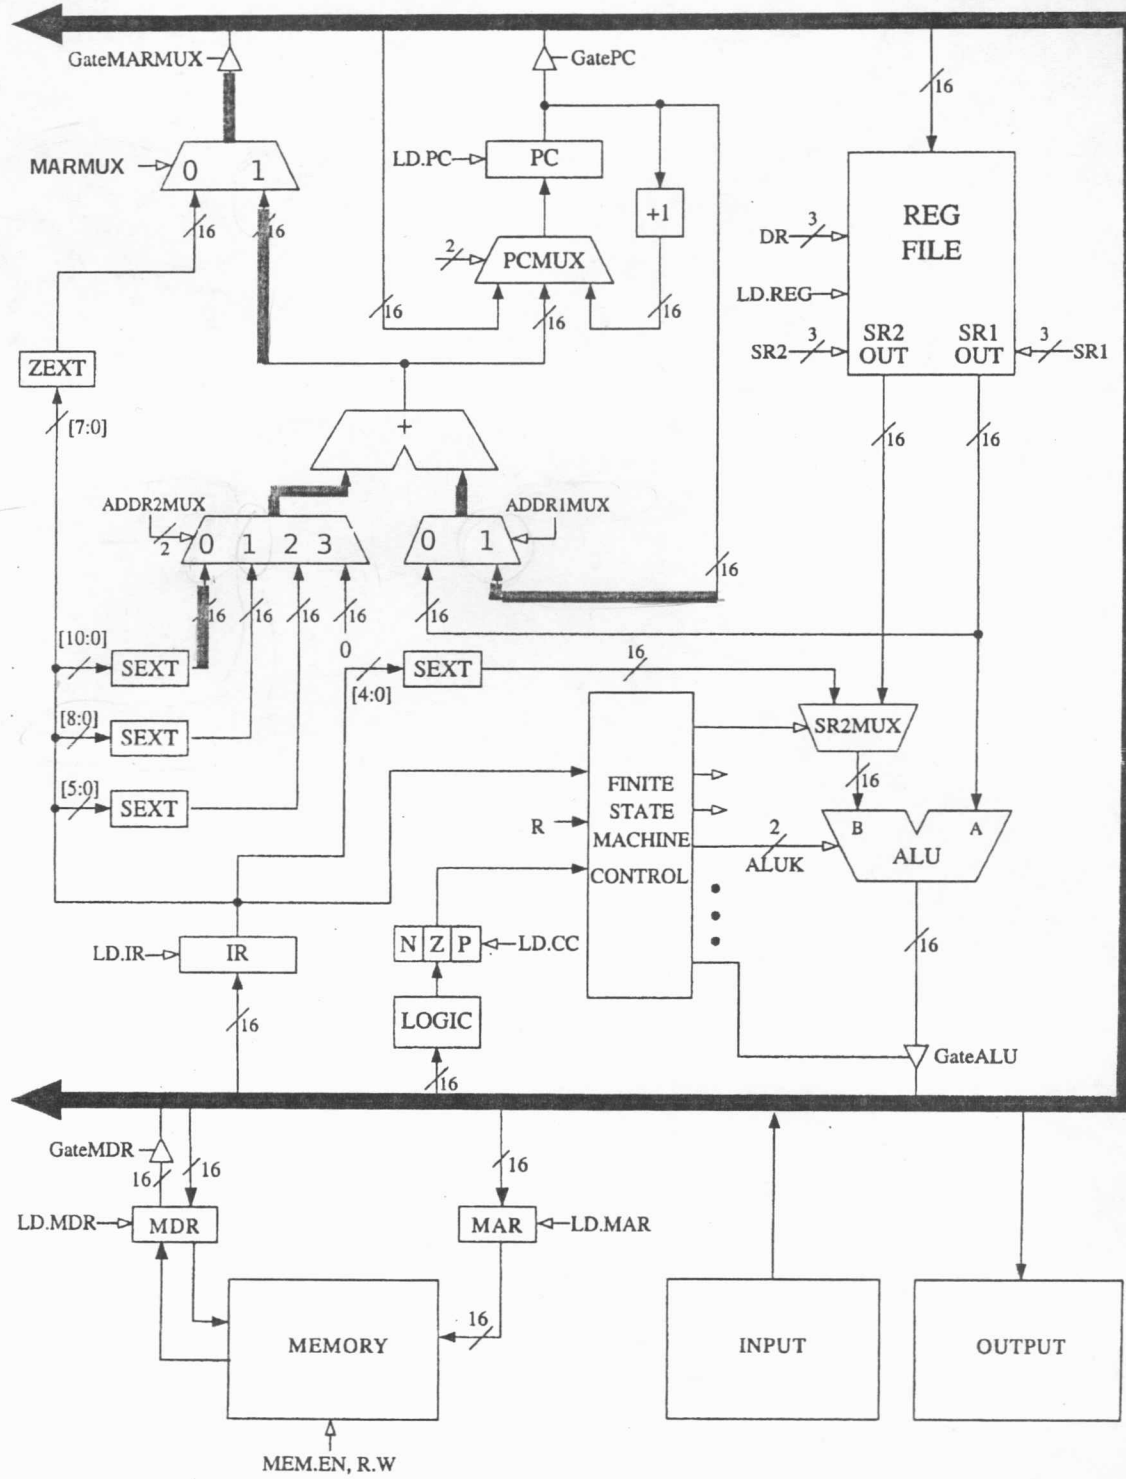 GateMARMUX
GatePC
16
MARMUX
0 1
LD.PC
PC
+1
REG
FILE
DR
3
16
16
2
PCMUX
LD.REG
16
16
16
SR2
3
SR2
OUT
SR1
OUT
3
SR1
ZEXT
[7:0]
+
16
16
ADDR2MUX
2
0 1 2 3
ADDR1MUX
0 1
16
16
16
16
16
16
[10:0]
SEXT
0
[4:0]
SEXT
16
[8:0]
SEXT
SR2MUX
[5:0]
SEXT
16
FINITE
STATE
MACHINE
CONTROL
R
2
ALUK
B A
ALU
LD.IR
IR
N Z P
LD.CC
16
16
LOGIC
16
GateALU
GateMDR
16
16
16
LD.MDR
MDR
MAR
LD.MAR
16
MEMORY
INPUT
OUTPUT
MEM.EN, R.W